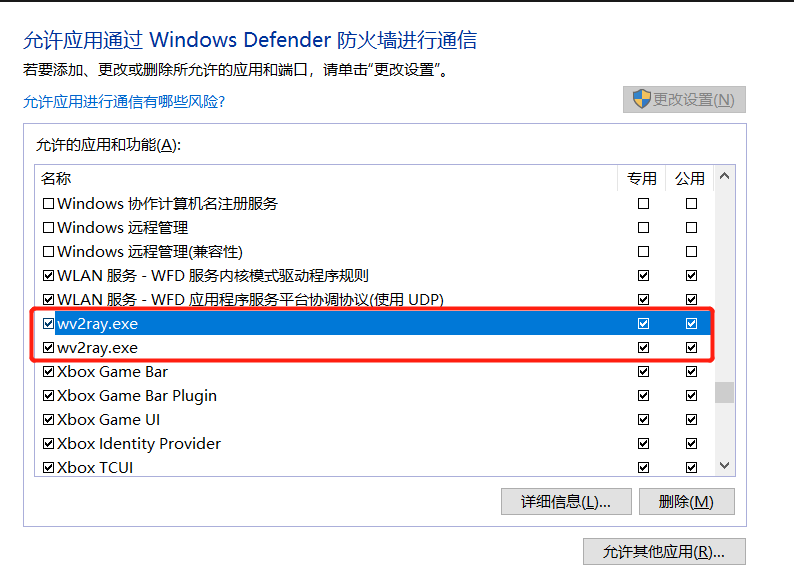 允许应用通过 Windows Defender 防火墙进行通信
若要添加、更改或删除所允许的应用和端口，请单击“更改设置”。
允许应用进行通信有哪些风险?
更改设置(N)
允许的应用和功能(A):
名称 专用 公用
Windows 协作计算机名注册服务
Windows 远程管理
Windows 远程管理(兼容性)
WLAN 服务 - WFD 服务内核模式驱动程序规则
WLAN 服务 - WFD 应用程序服务平台协调协议(使用 UDP)
wv2ray.exe
wv2ray.exe
Xbox Game Bar
Xbox Game Bar Plugin
Xbox Game UI
Xbox Identity Provider
Xbox TCUI
详细信息(L)... 删除(M)
允许其他应用(R)...